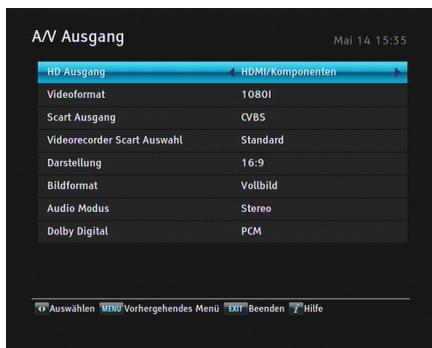 A/V Ausgang
Mai 14 15:35
HD Ausgang HDMI/Komponenten
Videoformat 1080I
Scart Ausgang CVBS
Videorecorder Scart Auswahl Standard
Darstellung 16:9
Bildformat Vollbild
Audio Modus Stereo
Dolby Digital PCM
Auswählen MENU Vorhergehendes Menü EXIT Beenden i Hilfe